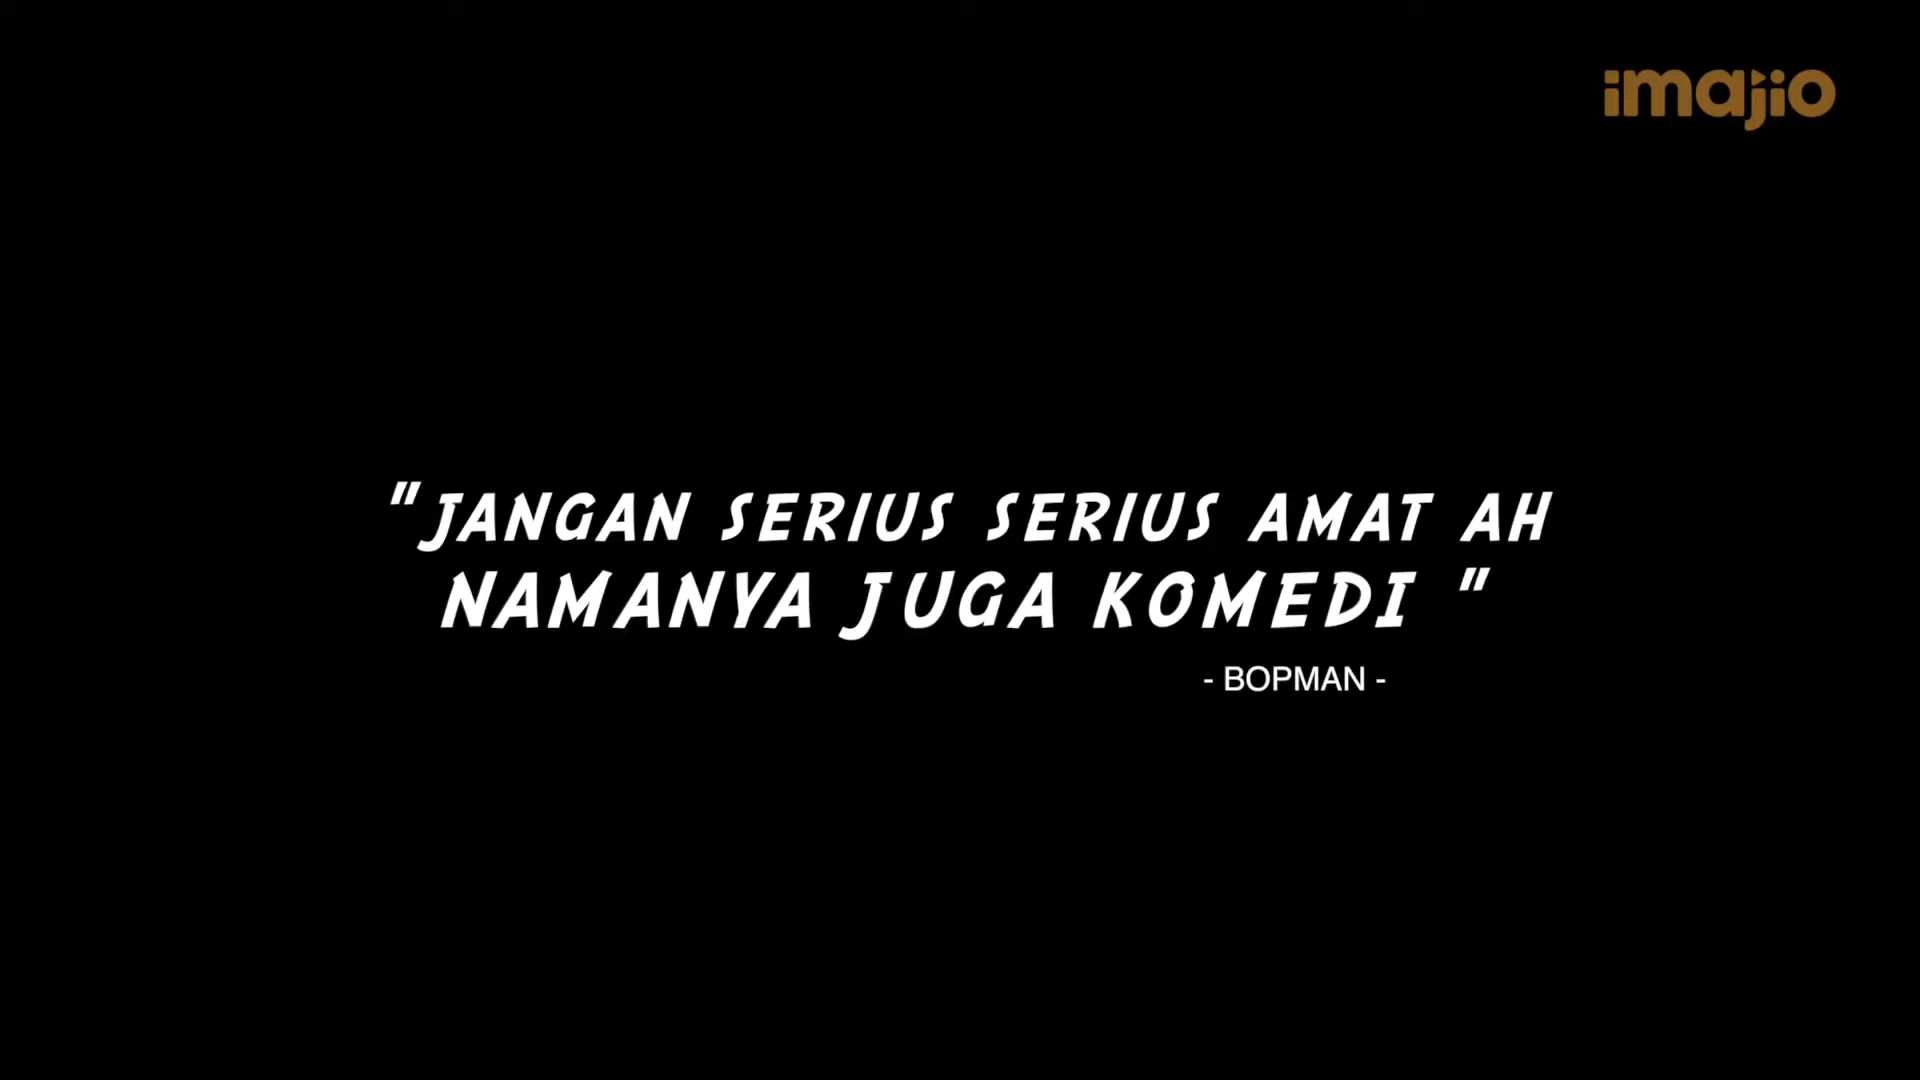 imajio
"JANGAN SERIUS SERIUS AMAT AH
NAMANYA JUGA KOMEDI "
- BOPMAN -